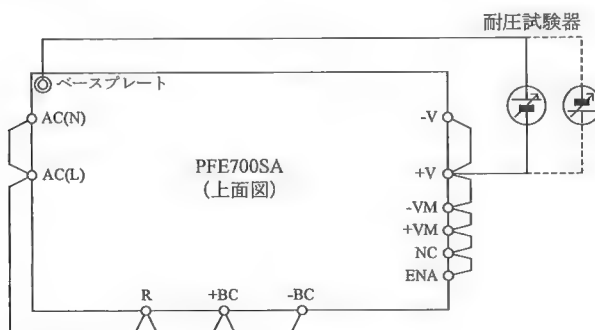 耐圧試験器
ベースプレート
AC(N)
-V
AC(L)
PFE700SA
(上面図)
+V
-VM
+VM
NC
ENA
R
+BC
-BC